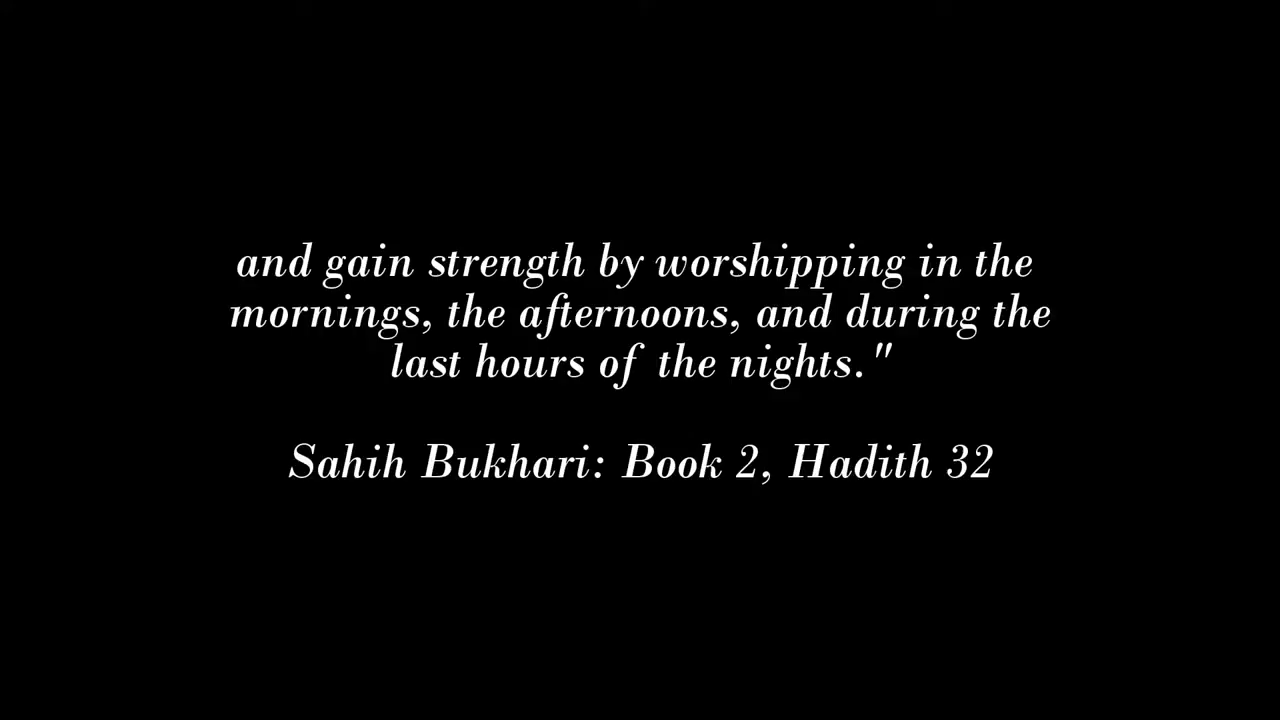 and gain strength by worshipping in the
mornings, the afternoons, and during the
last hours of the nights."
Sahih Bukhari: Book 2, Hadith 32